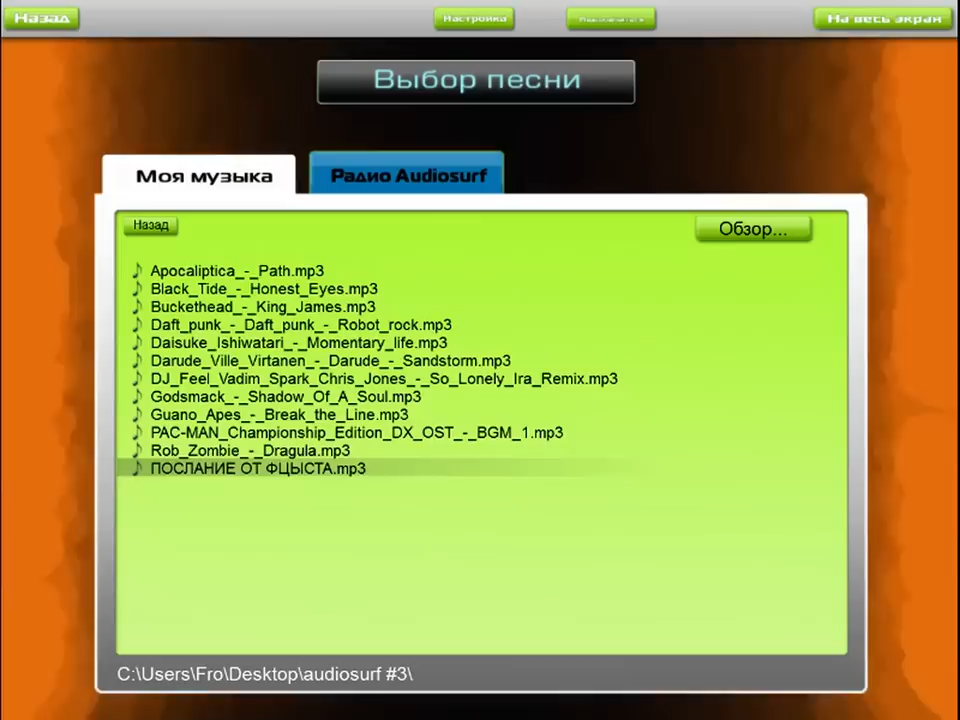 Назад
Настройка
На весь экран
Выбор песни
Моя музыка
Радио Audiosurf
Назад
Обзор...
Apocaliptica_-_Path.mp3
Black_Tide_-_Honest_Eyes.mp3
Buckethead_-_King_James.mp3
Daft_punk_-_Daft_punk_-_Robot_rock.mp3
Daisuke_Ishiwatari_-_Momentary_life.mp3
Darude_Ville_Virtanen_-_Darude_-_Sandstorm.mp3
DJ_Feel_Vadim_Spark_Chris_Jones_-_So_Lonely_Ira_Remix.mp3
Godsmack_-_Shadow_Of_A_Soul.mp3
Guano_Apes_-_Break_the_Line.mp3
PAC-MAN_Championship_Edition_DX_OST_-_BGM_1.mp3
Rob_Zombie_-_Dragula.mp3
ПОСЛАНИЕ ОТ ФЦЫСТА.mp3
C:\Users\Fro\Desktop\audiosurf #3\